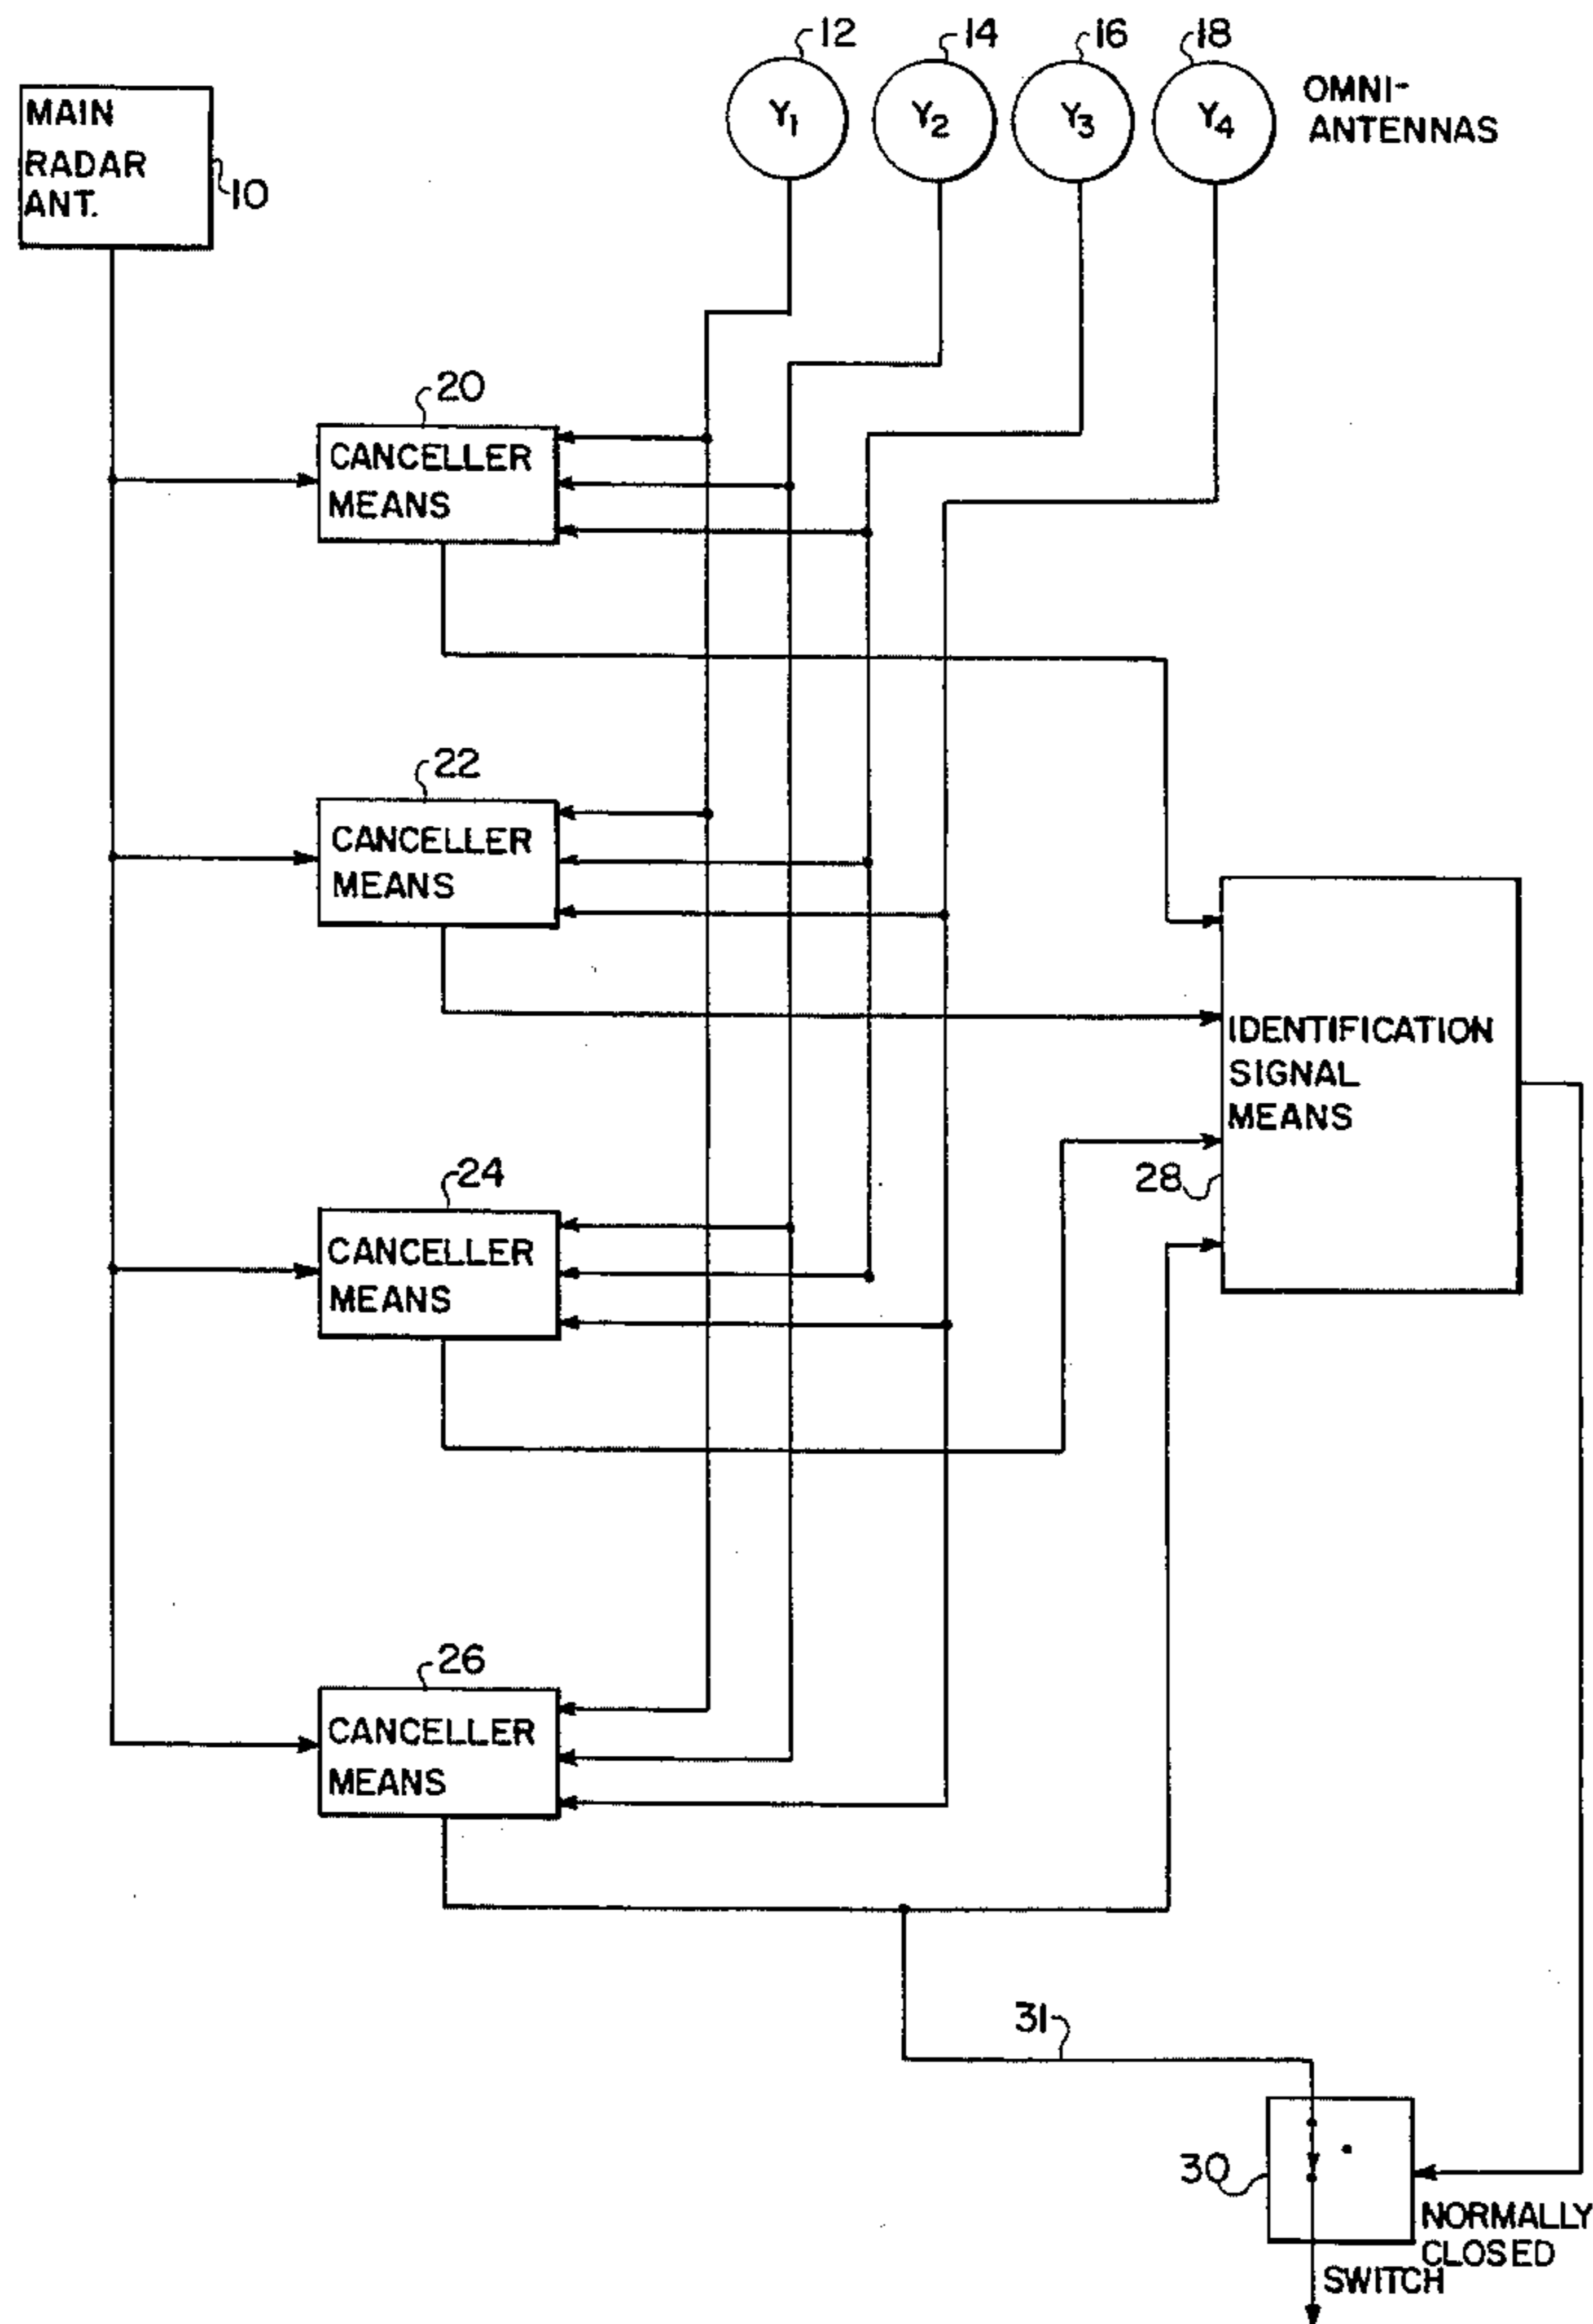 12
14
16
18
MAIN
RADAR
ANT.
10
Y1
Y2
Y3
Y4
OMNI-
ANTENNAS
20
CANCELLER
MEANS
22
CANCELLER
MEANS
IDENTIFICATION
SIGNAL
MEANS
28
24
CANCELLER
MEANS
26
CANCELLER
MEANS
31
30
NORMALLY
CLOSED
SWITCH